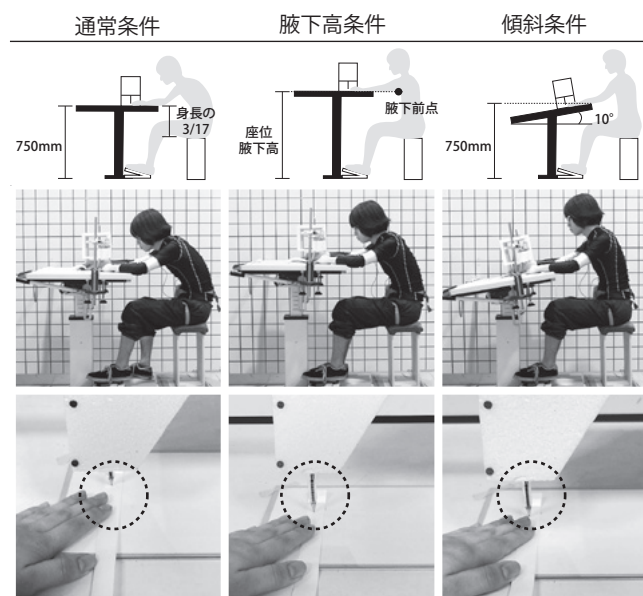 通常条件
腋下高条件
傾斜条件
身長の
3/17
750mm
腋下前点
座位
腋下高
10°
750mm